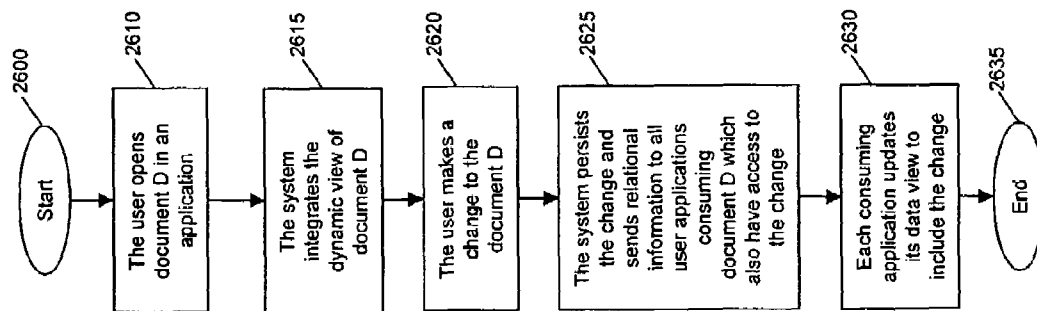 2600
Start
2610
The user opens
document D in an
application
2615
The system
integrates the
dynamic view of
document D
2620
The user makes a
change to the
document D
2625
The system persists
the change and
sends relational
information to all
user applications
consuming
document D which
also have access to
the change
2630
Each consuming
application updates
its data view to
include the change
2635
End